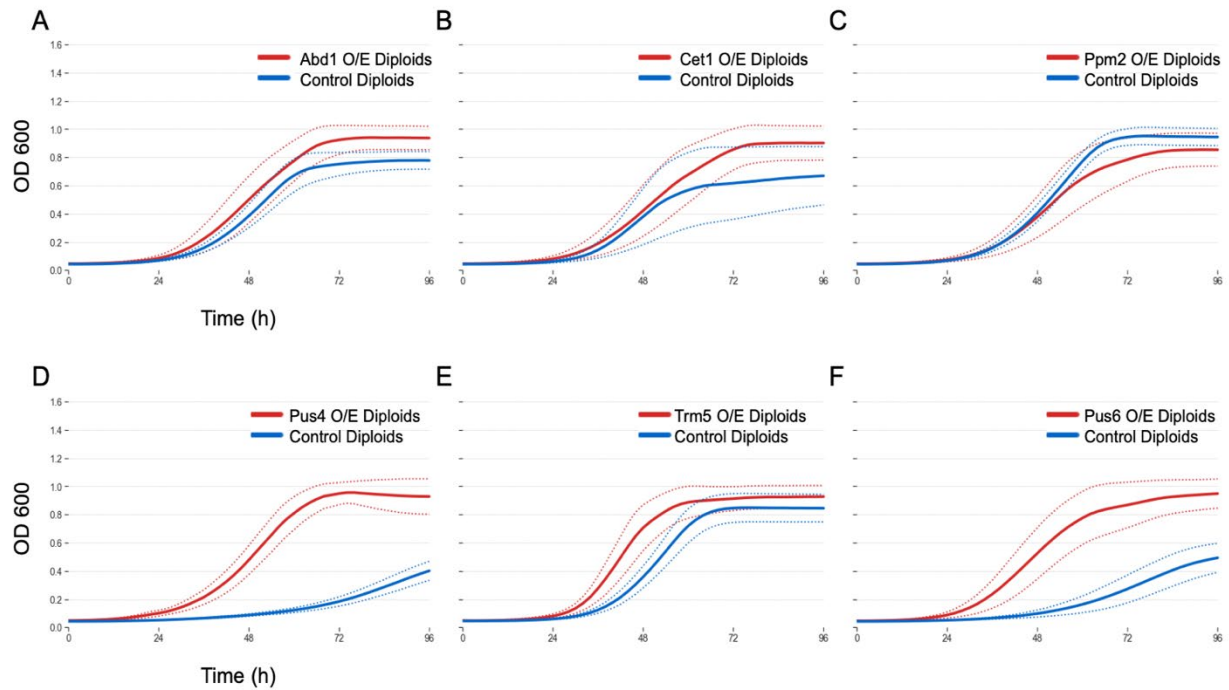 A
B
C
Abd1 O/E Diploids
Control Diploids
Cet1 O/E Diploids
Control Diploids
Ppm2 O/E Diploids
Control Diploids
1.6
1.4
1.2
1.0
0.8
0.6
0.4
0.2
0.0
OD 600
0 24 48 72 96
0 24 48 72 96
0 24 48 72 96
Time (h)
D
E
F
Pus4 O/E Diploids
Control Diploids
Trm5 O/E Diploids
Control Diploids
Pus6 O/E Diploids
Control Diploids
1.6
1.4
1.2
1.0
0.8
0.6
0.4
0.2
0.0
OD 600
0 24 48 72 96
0 24 48 72 96
0 24 48 72 96
Time (h)